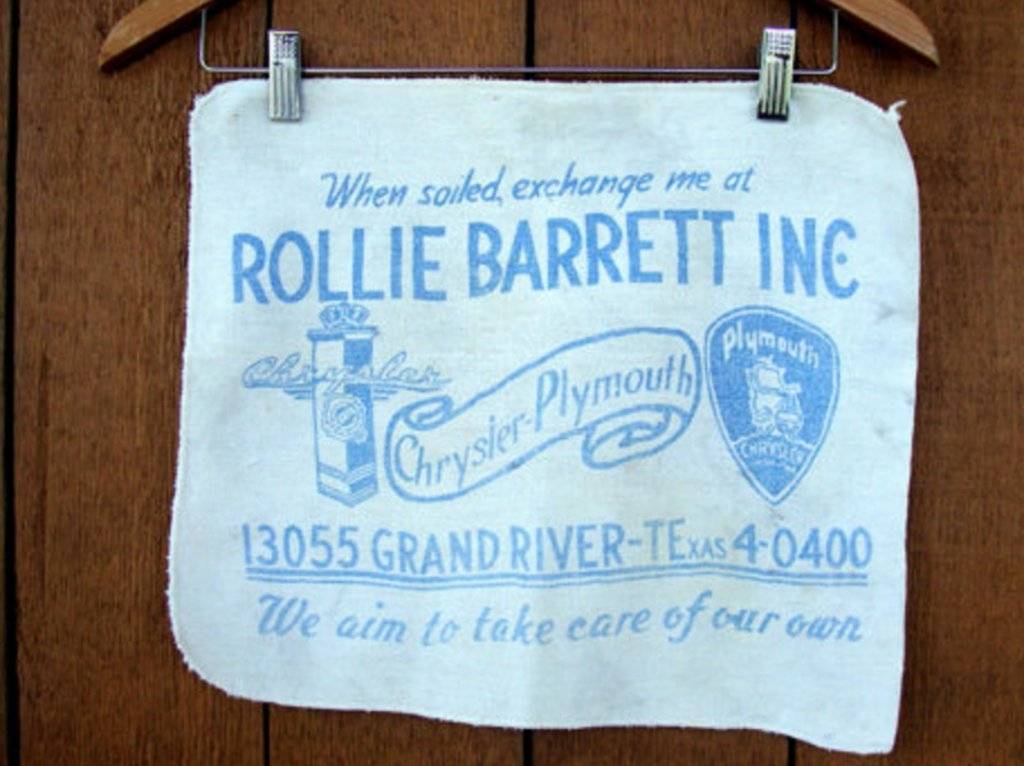 When soiled, exchange me at
ROLLIE BARRETT INC
Chrysler
Chrysler-Plymouth
Plymouth
CHRYSLER
13055 GRAND RIVER-TExas 4-0400
We aim to take care of our own